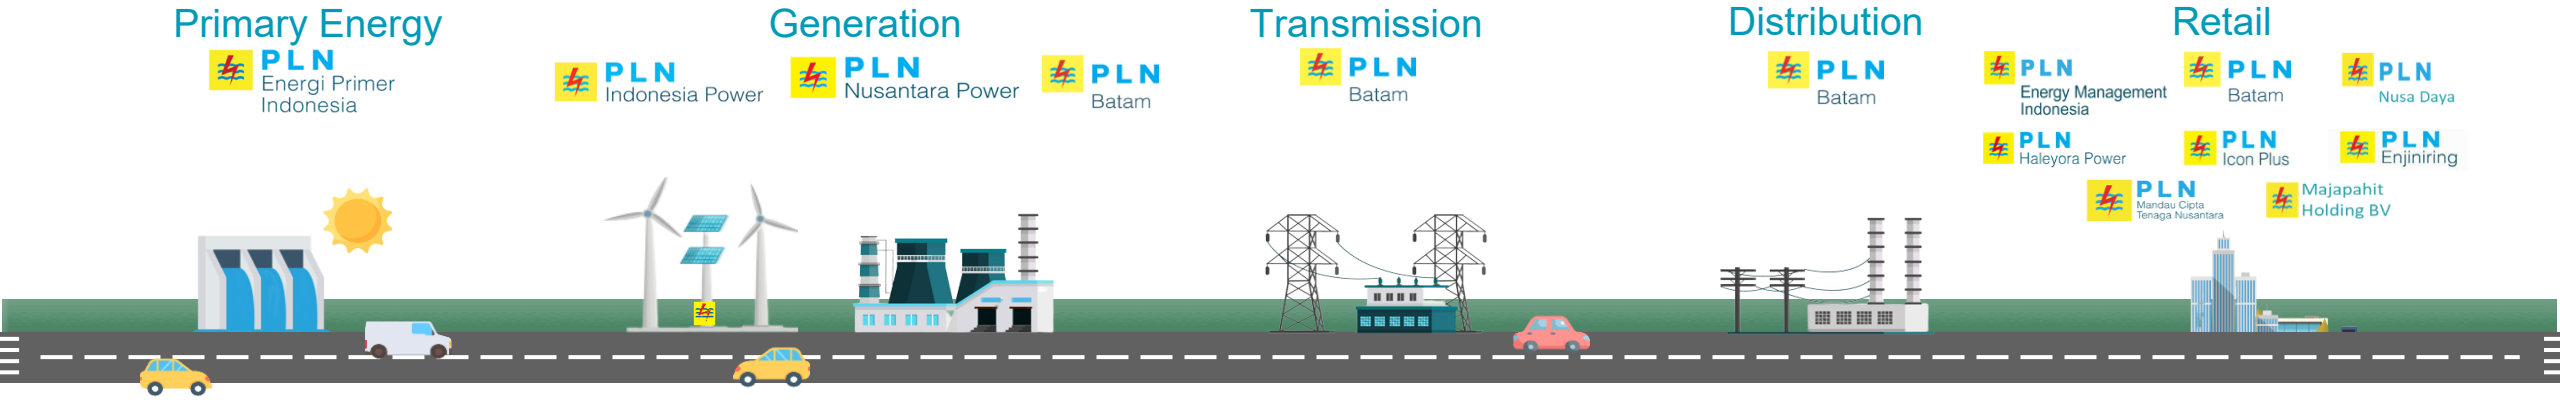 Primary Energy
PLN
Energi Primer
Indonesia
Generation
PLN
Indonesia Power
PLN
Nusantara Power
PLN
Batam
Transmission
PLN
Batam
Distribution
PLN
Batam
Retail
PLN
Energy Management
Indonesia
PLN
Batam
PLN
Nusa Daya
PLN
Haleyora Power
PLN
Icon Plus
PLN
Enjiniring
PLN
Mandau Cipta
Tenaga Nusantara
Majapahit
Holding BV